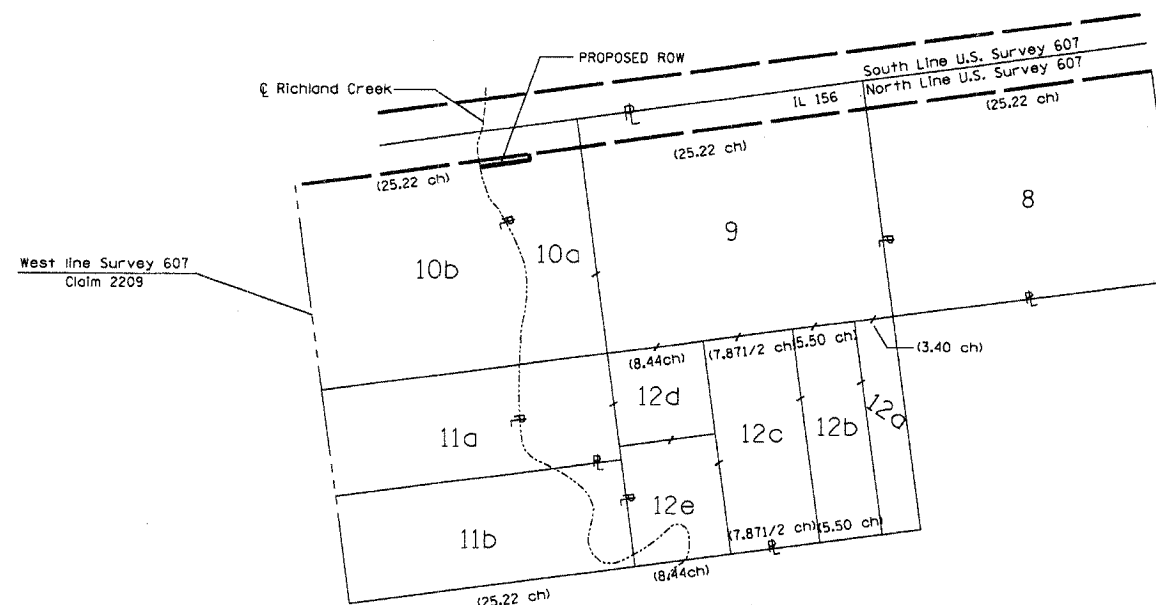 PROPOSED ROW
South Line U.S. Survey 607
North Line U.S. Survey 607
℄ Richland Creek
IL 156
(25.22 ch)
(25.22 ch)
(25.22 ch)
8
9
10a
10b
West line Survey 607
Claim 2209
(3.40 ch)
(8.44ch)
(7.871/2 ch)
(5.50 ch)
12d
12a
12c
12b
11a
12e
11b
(7.871/2 ch)
(5.50 ch)
(8.44ch)
(25.22 ch)